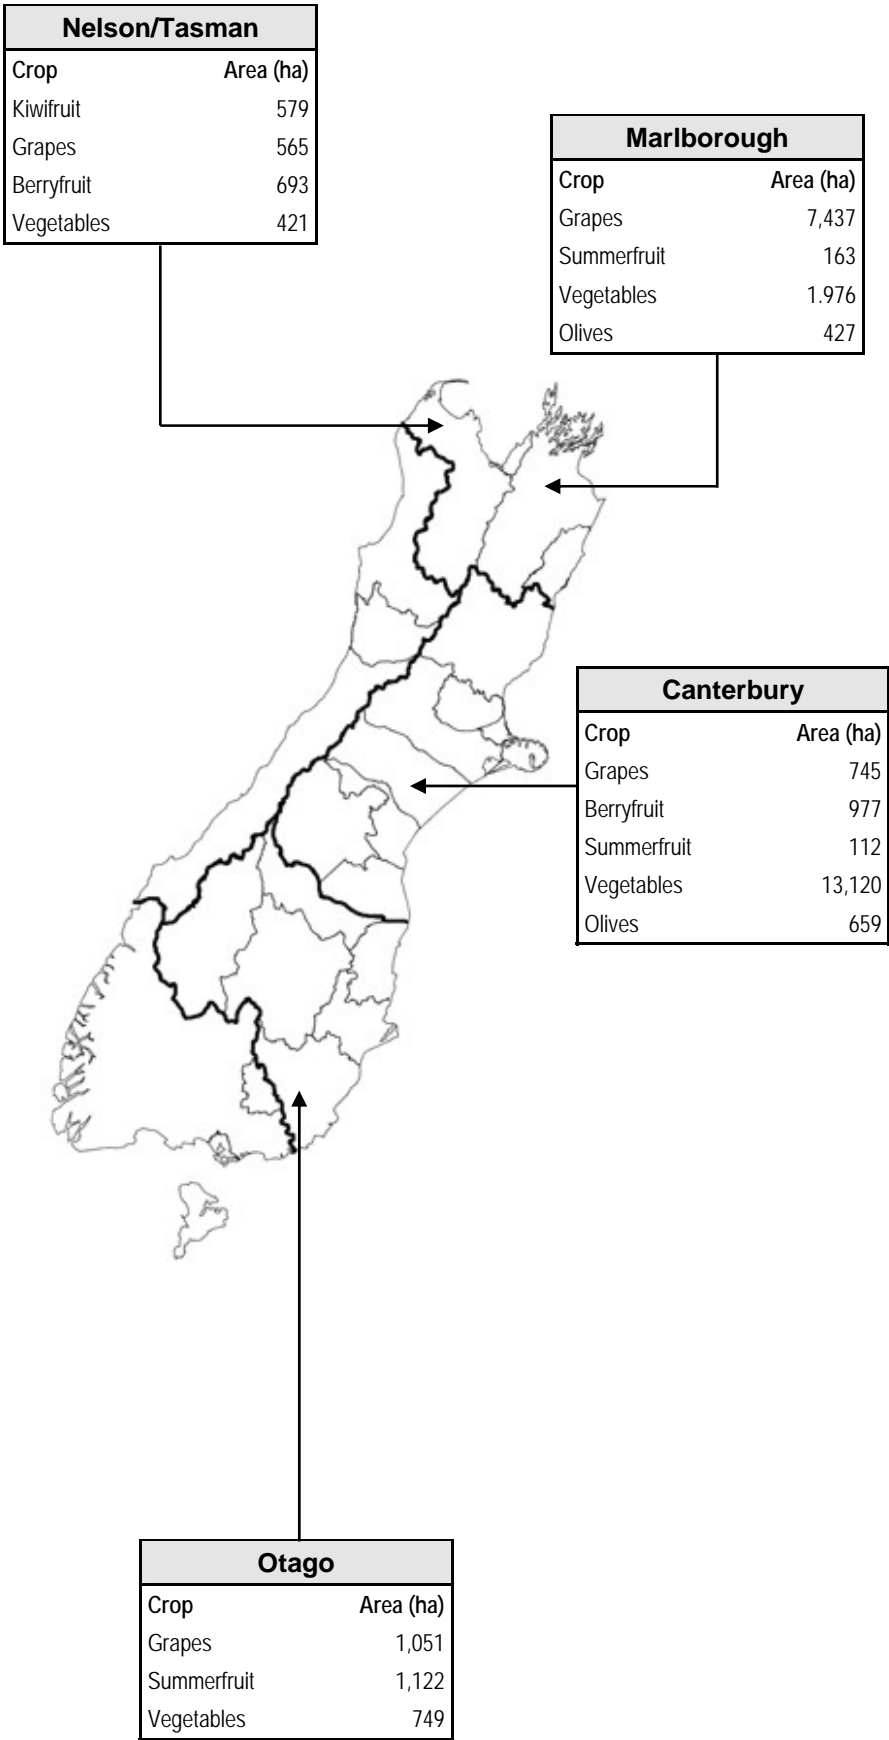 Nelson/Tasman
Crop Area (ha)
Kiwifruit 579
Grapes 565
Berryfruit 693
Vegetables 421
Marlborough
Crop Area (ha)
Grapes 7,437
Summerfruit 163
Vegetables 1.976
Olives 427
Canterbury
Crop Area (ha)
Grapes 745
Berryfruit 977
Summerfruit 112
Vegetables 13,120
Olives 659
Otago
Crop Area (ha)
Grapes 1,051
Summerfruit 1,122
Vegetables 749